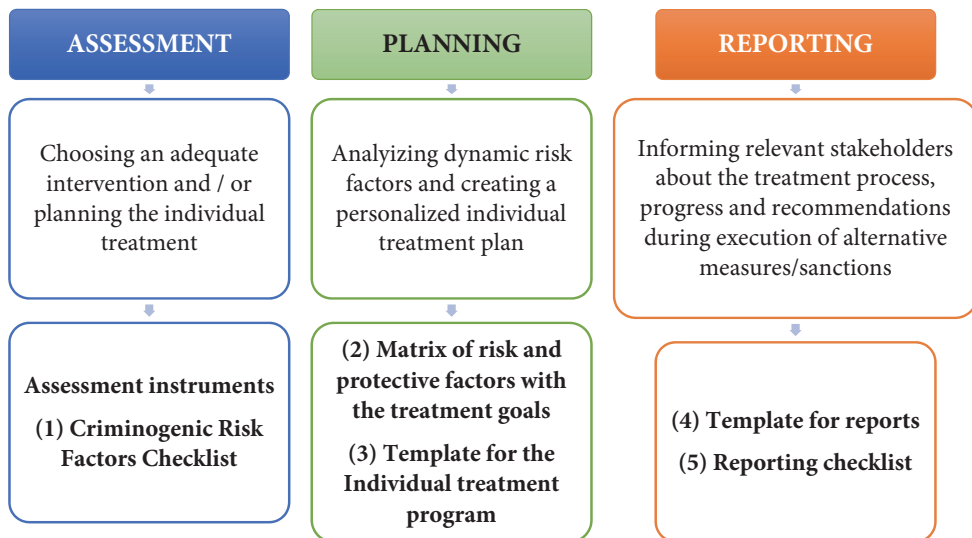 ASSESSMENT
Choosing an adequate
intervention and / or
planning the individual
treatment
Assessment instruments
(1) Criminogenic Risk
Factors Checklist
PLANNING
Analyizing dynamic risk
factors and creating a
personalized individual
treatment plan
(2) Matrix of risk and
protective factors with
the treatment goals
(3) Template for the
Individual treatment
program
REPORTING
Informing relevant stakeholders
about the treatment process,
progress and recommendations
during execution of alternative
measures/sanctions
(4) Template for reports
(5) Reporting checklist